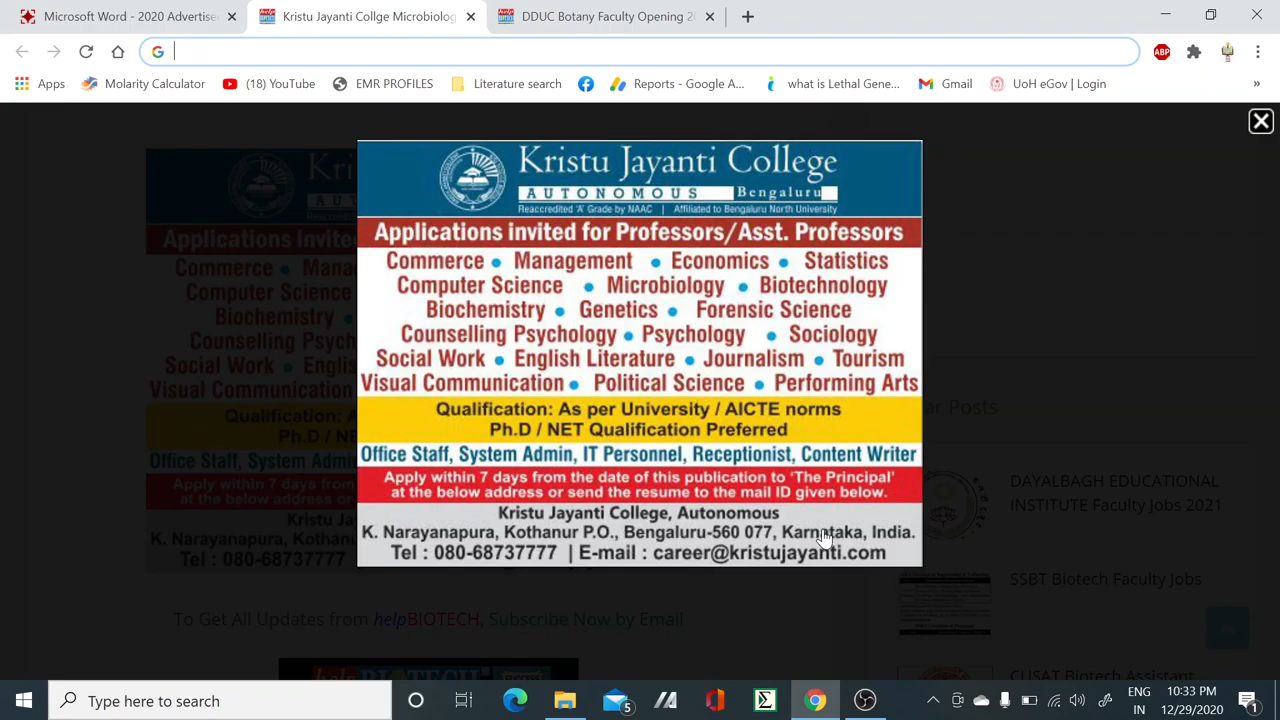 Microsoft Word - 2020 Advertise
Kristu Jayanti Collge Microbiolog
DDUC Botany Faculty Opening
Apps
Molarity Calculator
(18) YouTube
EMR PROFILES
Literature search
Reports - Google A...
what is Lethal Gene...
Gmail
UoH eGov | Login
Kristu Jayanti College
AUTONOMOUS Bengaluru
Reaccredited 'A' Grade by NAAC | Affiliated to Bengaluru North University
Applications invited for Professors/Asst. Professors
Commerce • Management • Economics • Statistics
Computer Science • Microbiology • Biotechnology
Biochemistry • Genetics • Forensic Science
Counselling Psychology • Psychology • Sociology
Social Work • English Literature • Journalism • Tourism
Visual Communication • Political Science • Performing Arts
Qualification: As per University / AICTE norms
Ph.D / NET Qualification Preferred
Office Staff, System Admin, IT Personnel, Receptionist, Content Writer
Apply within 7 days from the date of this publication to 'The Principal'
at the below address or send the resume to the mail ID given below.
Kristu Jayanti College, Autonomous
K. Narayanapura, Kothanur P.O., Bengaluru-560 077, Karnataka, India.
Tel : 080-68737777 | E-mail : career@kristujayanti.com
Posts
DAYALBAGH EDUCATIONAL
INSTITUTE Faculty Jobs 2021
SSBT Biotech Faculty Jobs
CUSAT Biotech Assistant
To Get All Updates from helpBIOTECH, Subscribe Now by Email
Type here to search
5
ENG
IN
10:33 PM
12/29/2020
1